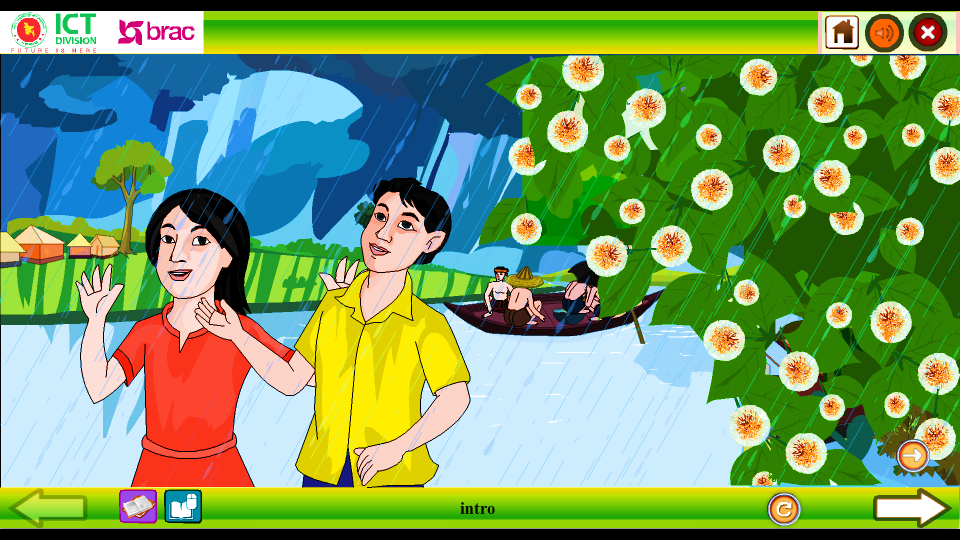 ICT
DIVISION
FUTURE IS HERE
brac
intro